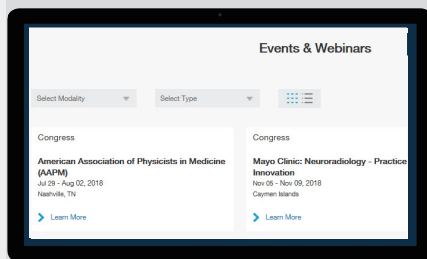 Events & Webinars
Select Modality
Select Type
Congress
American Association of Physicists in Medicine
(AAPM)
Jul 29 - Aug 02, 2018
Nashville, TN
Learn More
Congress
Mayo Clinic: Neuroradiology - Practice
Innovation
Nov 05 - Nov 09, 2018
Caymen Islands
Learn More